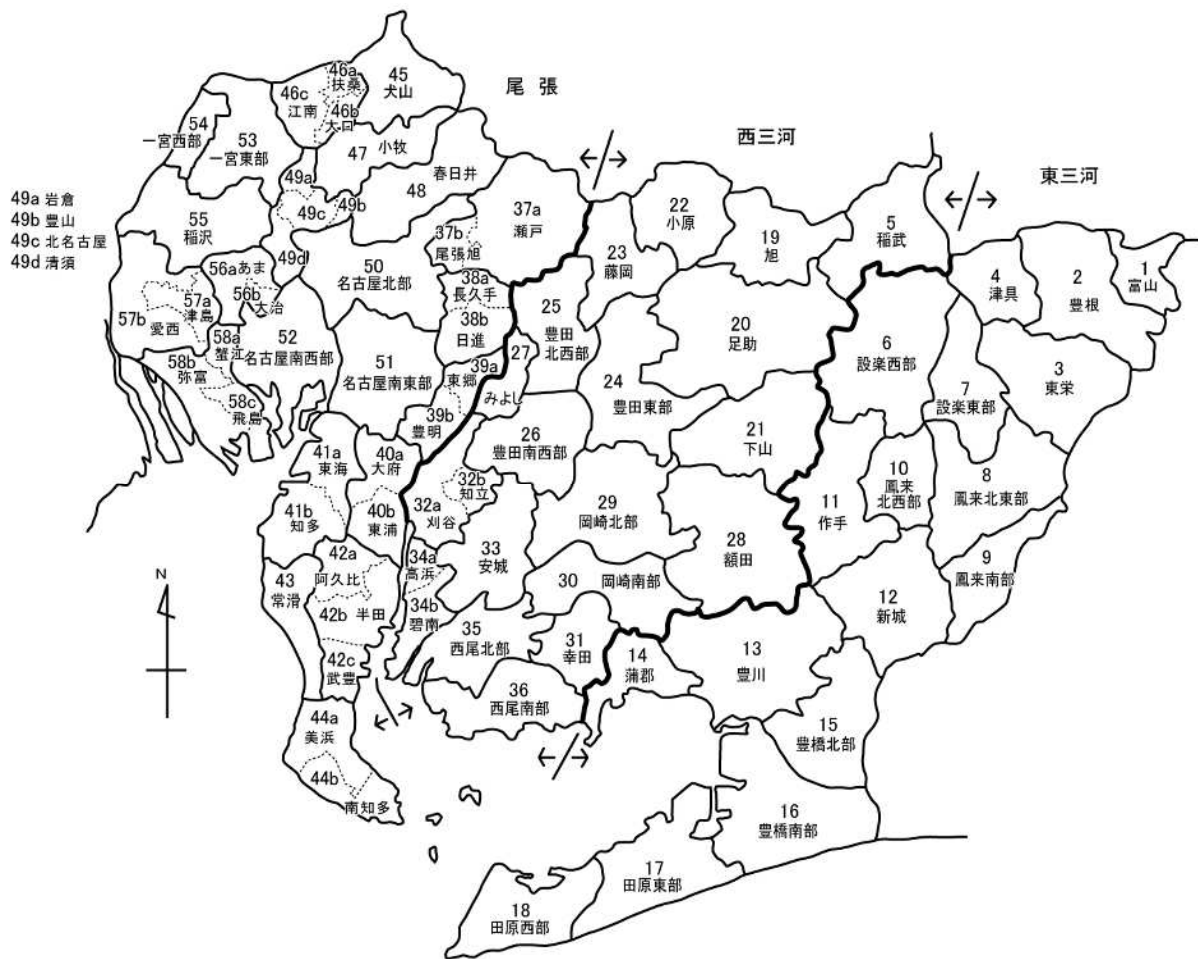 尾張
西三河
東三河
49a 岩倉
49b 豊山
49c 北名古屋
49d 清須
N
1
富山
2
豊根
3
東栄
4
津具
5
稲武
6
設楽西部
7
設楽東部
8
鳳来北東部
9
鳳来南部
10
鳳来
北西部
11
作手
12
新城
13
豊川
14
蒲郡
15
豊橋北部
16
豊橋南部
17
田原東部
18
田原西部
19
旭
20
足助
21
下山
22
小原
23
藤岡
24
豊田東部
25
豊田
北西部
26
豊田南西部
27
みよし
28
額田
29
岡崎北部
30 岡崎南部
31
幸田
32a
刈谷
32b
知立
33
安城
34a
高浜
34b
碧南
35
西尾北部
36
西尾南部
37a
瀬戸
37b
尾張旭
38a
長久手
38b
日進
39a
東郷
39b
豊明
40a
大府
40b
東浦
41a
東海
41b
知多
42a
阿久比
42b 半田
42c
武豊
43
常滑
44a
美浜
44b
南知多
45
犬山
46a
扶桑
46b
大口
46c
江南
47 小牧
48 春日井
49a
49b
49c
49d
50
名古屋北部
51
名古屋南東部
52
名古屋南西部
53
一宮東部
54
一宮西部
55
稲沢
56a あま
56b 大治
57a
津島
57b 愛西
58a
蟹江
58b
弥富
58c
飛島